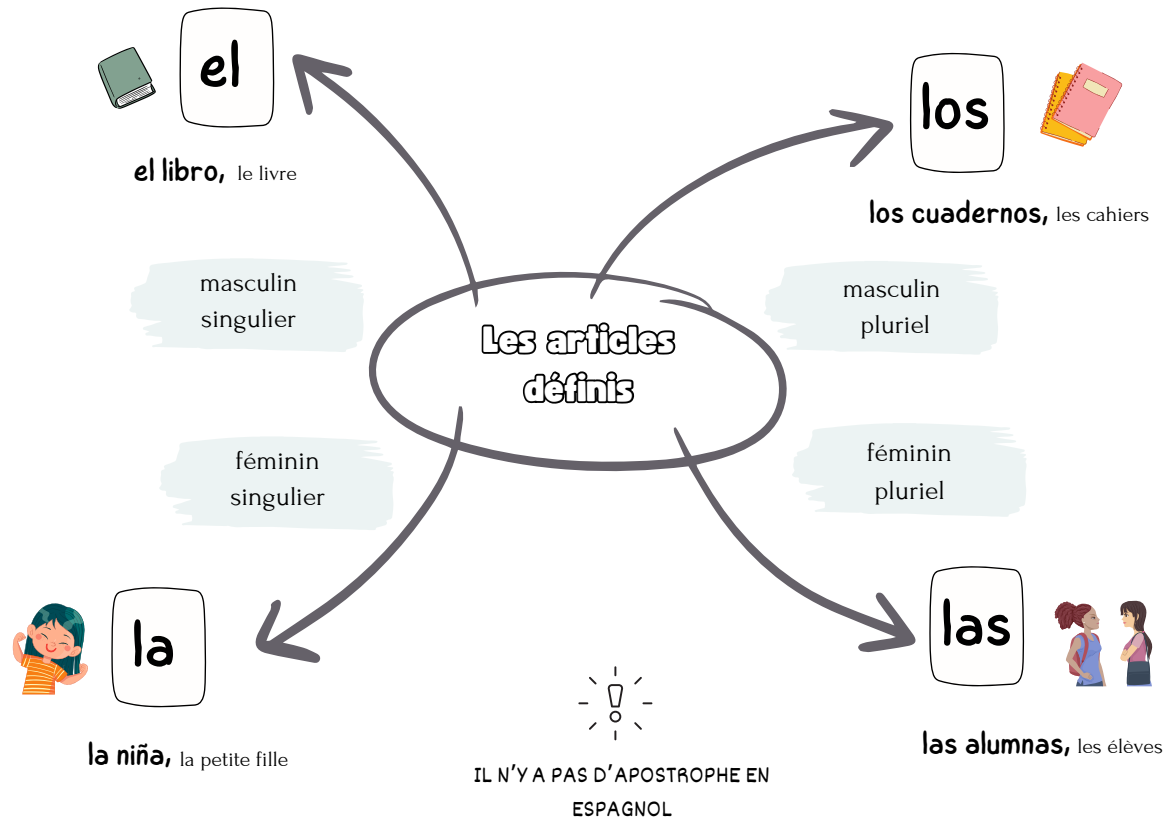 el
el libro, le livre
los
los cuadernos, les cahiers
masculin
singulier
masculin
pluriel
Les articles
définis
féminin
singulier
féminin
pluriel
la
la niña, la petite fille
las
las alumnas, les élèves
IL N'Y A PAS D'APOSTROPHE EN
ESPAGNOL